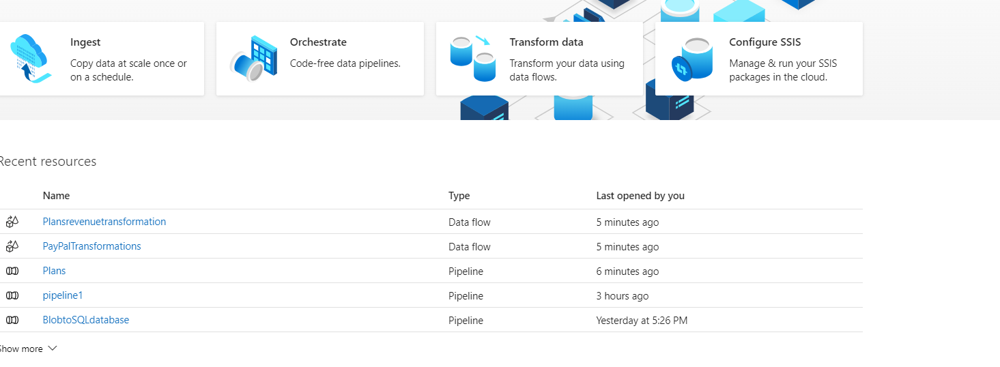 Ingest
Copy data at scale once or
on a schedule.
Orchestrate
Code-free data pipelines.
Transform data
Transform your data using
data flows.
Configure SSIS
Manage & run your SSIS
packages in the cloud.
Recent resources
Name Type Last opened by you
Plansrevenuetransformation Data flow 5 minutes ago
PayPalTransformations Data flow 5 minutes ago
Plans Pipeline 6 minutes ago
pipeline1 Pipeline 3 hours ago
BlobtoSQLdatabase Pipeline Yesterday at 5:26 PM
Show more